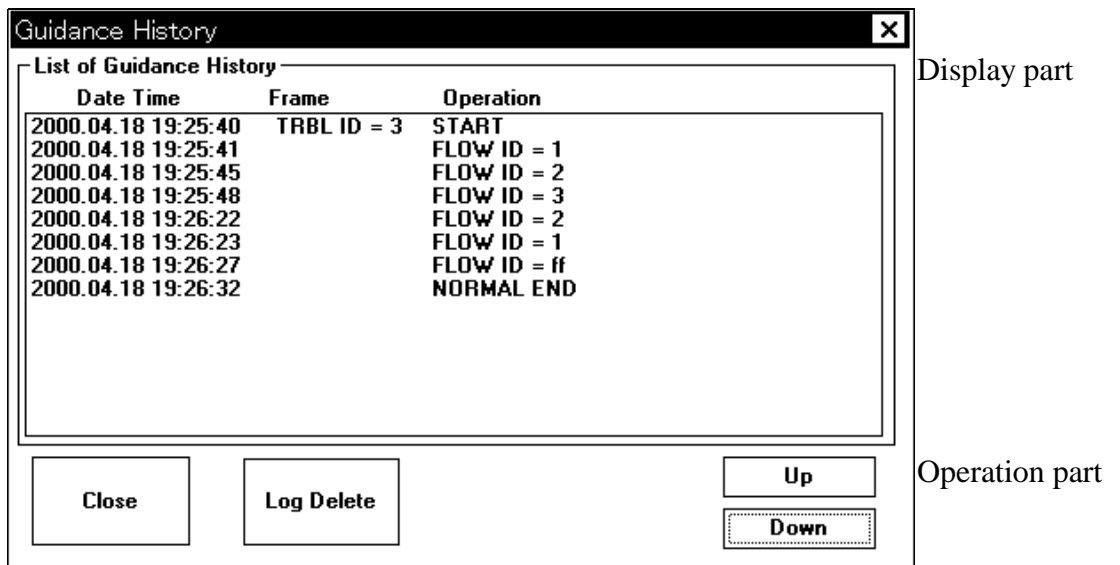 Guidance History
List of Guidance History
Display part
Date Time Frame Operation
2000.04.18 19:25:40 TRBL ID = 3 START
2000.04.18 19:25:41 FLOW ID = 1
2000.04.18 19:25:45 FLOW ID = 2
2000.04.18 19:25:48 FLOW ID = 3
2000.04.18 19:26:22 FLOW ID = 2
2000.04.18 19:26:23 FLOW ID = 1
2000.04.18 19:26:27 FLOW ID = ff
2000.04.18 19:26:32 NORMAL END
Close
Log Delete
Up
Operation part
Down